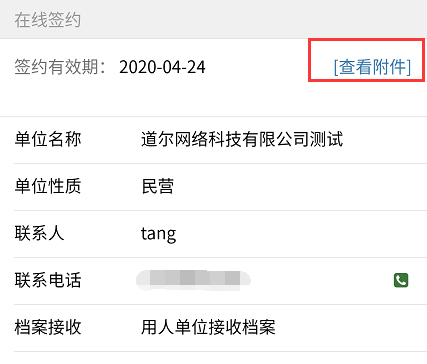 在线签约
签约有效期： 2020-04-24 [查看附件]
单位名称 道尔网络科技有限公司测试
单位性质 民营
联系人 tang
联系电话
档案接收 用人单位接收档案